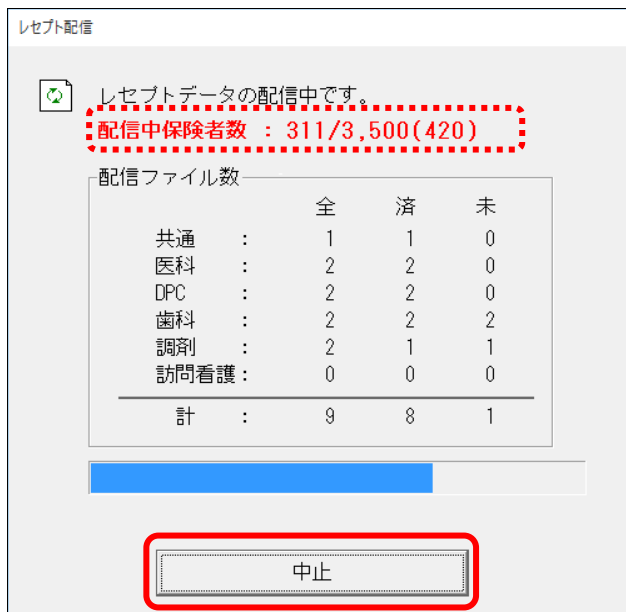 レセプト配信
レセプトデータの配信中です。
配信中保険者数 : 311/3,500(420)
配信ファイル数
全 済 未
共通 : 1 1 0
医科 : 2 2 0
DPC : 2 2 0
歯科 : 2 2 2
調剤 : 2 1 1
訪問看護 : 0 0 0
計 : 9 8 1
中止